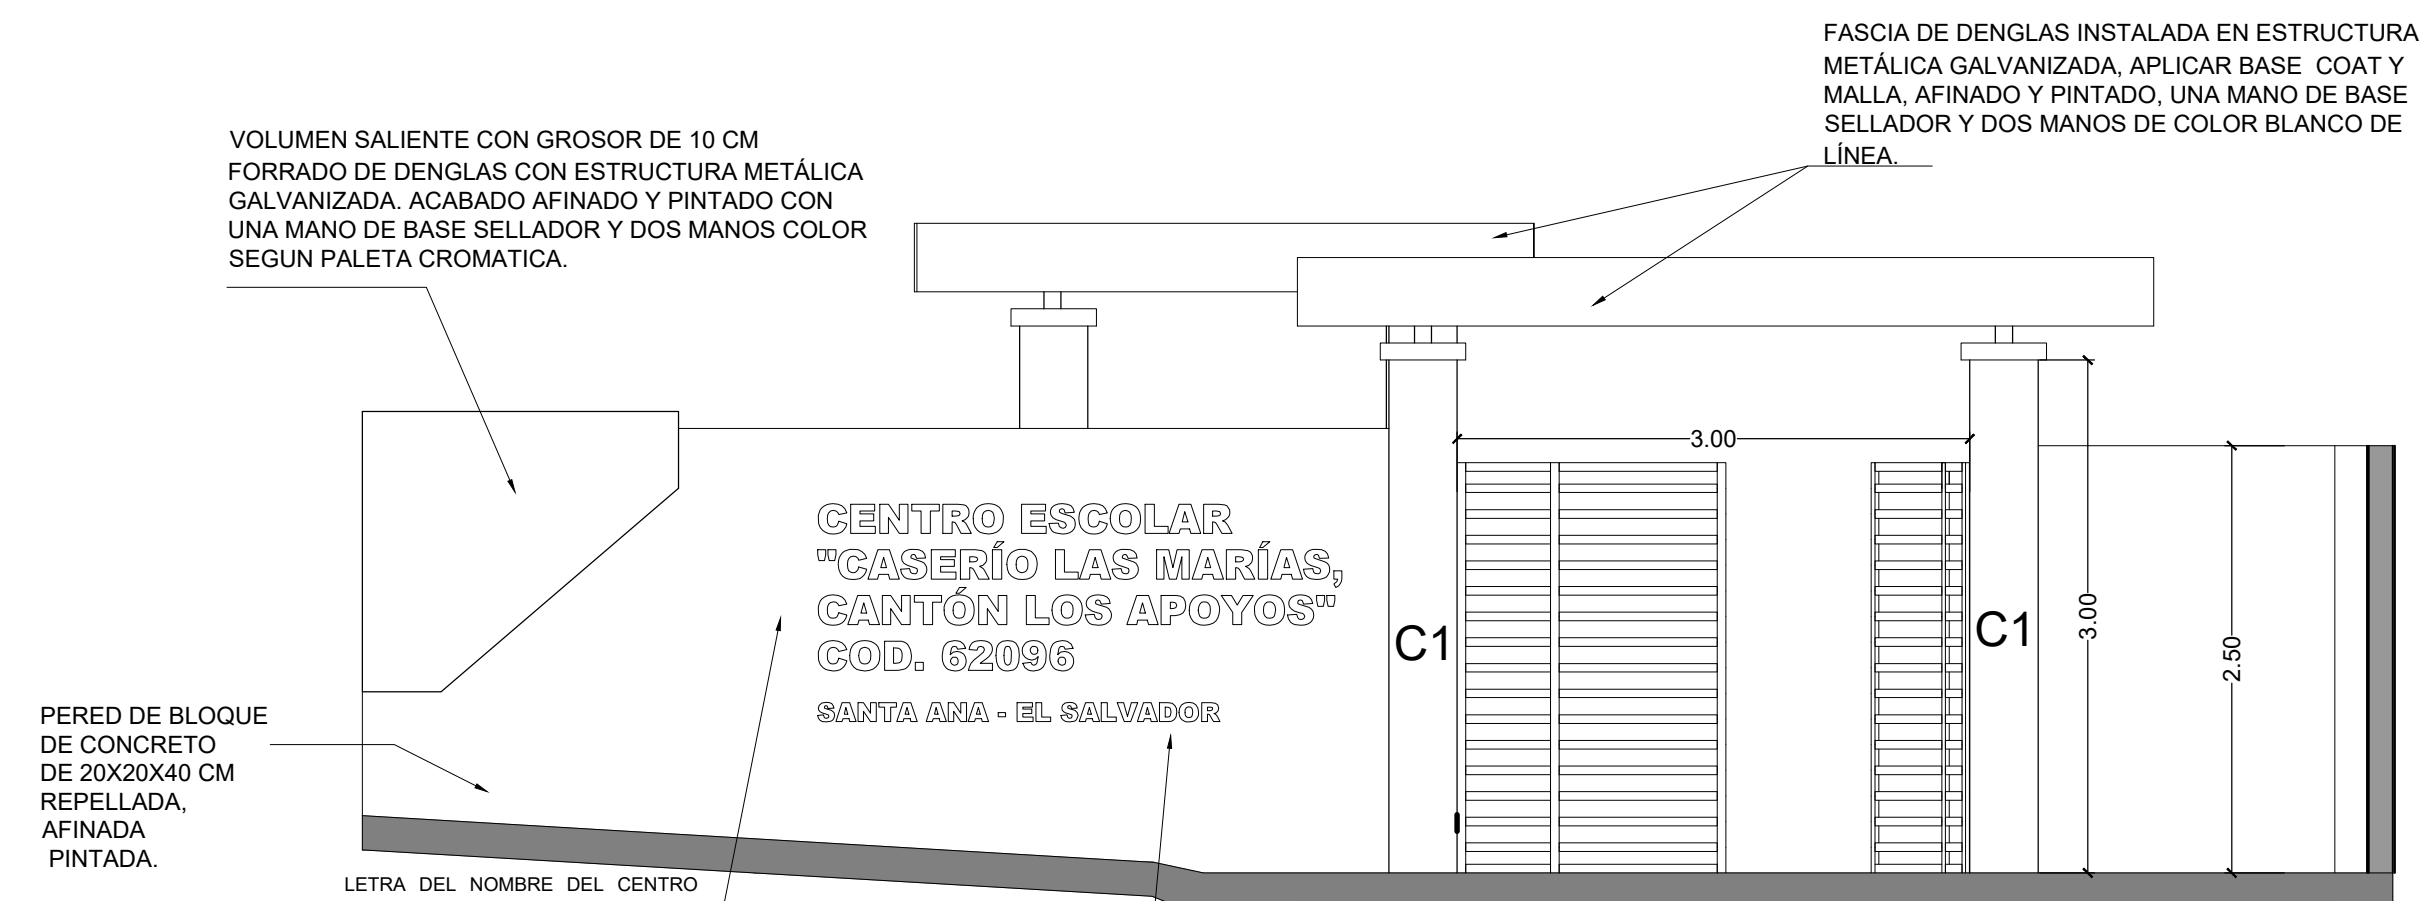 FASCIA DE DENGLAS INSTALADA EN ESTRUCTURA
METÁLICA GALVANIZADA, APLICAR BASE COAT Y
MALLA, AFINADO Y PINTADO, UNA MANO DE BASE
SELLADOR Y DOS MANOS DE COLOR BLANCO DE
LÍNEA.
VOLUMEN SALIENTE CON GROSOR DE 10 CM
FORRADO DE DENGLAS CON ESTRUCTURA METÁLICA
GALVANIZADA. ACABADO AFINADO Y PINTADO CON
UNA MANO DE BASE SELLADOR Y DOS MANOS COLOR
SEGUN PALETA CROMATICA.
3.00
CENTRO ESCOLAR
"CASERÍO LAS MARÍAS,
CANTÓN LOS APOYOS"
COD. 62096
SANTA ANA - EL SALVADOR
C1
C1
3.00
2.50
PERED DE BLOQUE
DE CONCRETO
DE 20X20X40 CM
REPELLADA,
AFINADA
PINTADA.
LETRA DEL NOMBRE DEL CENTRO